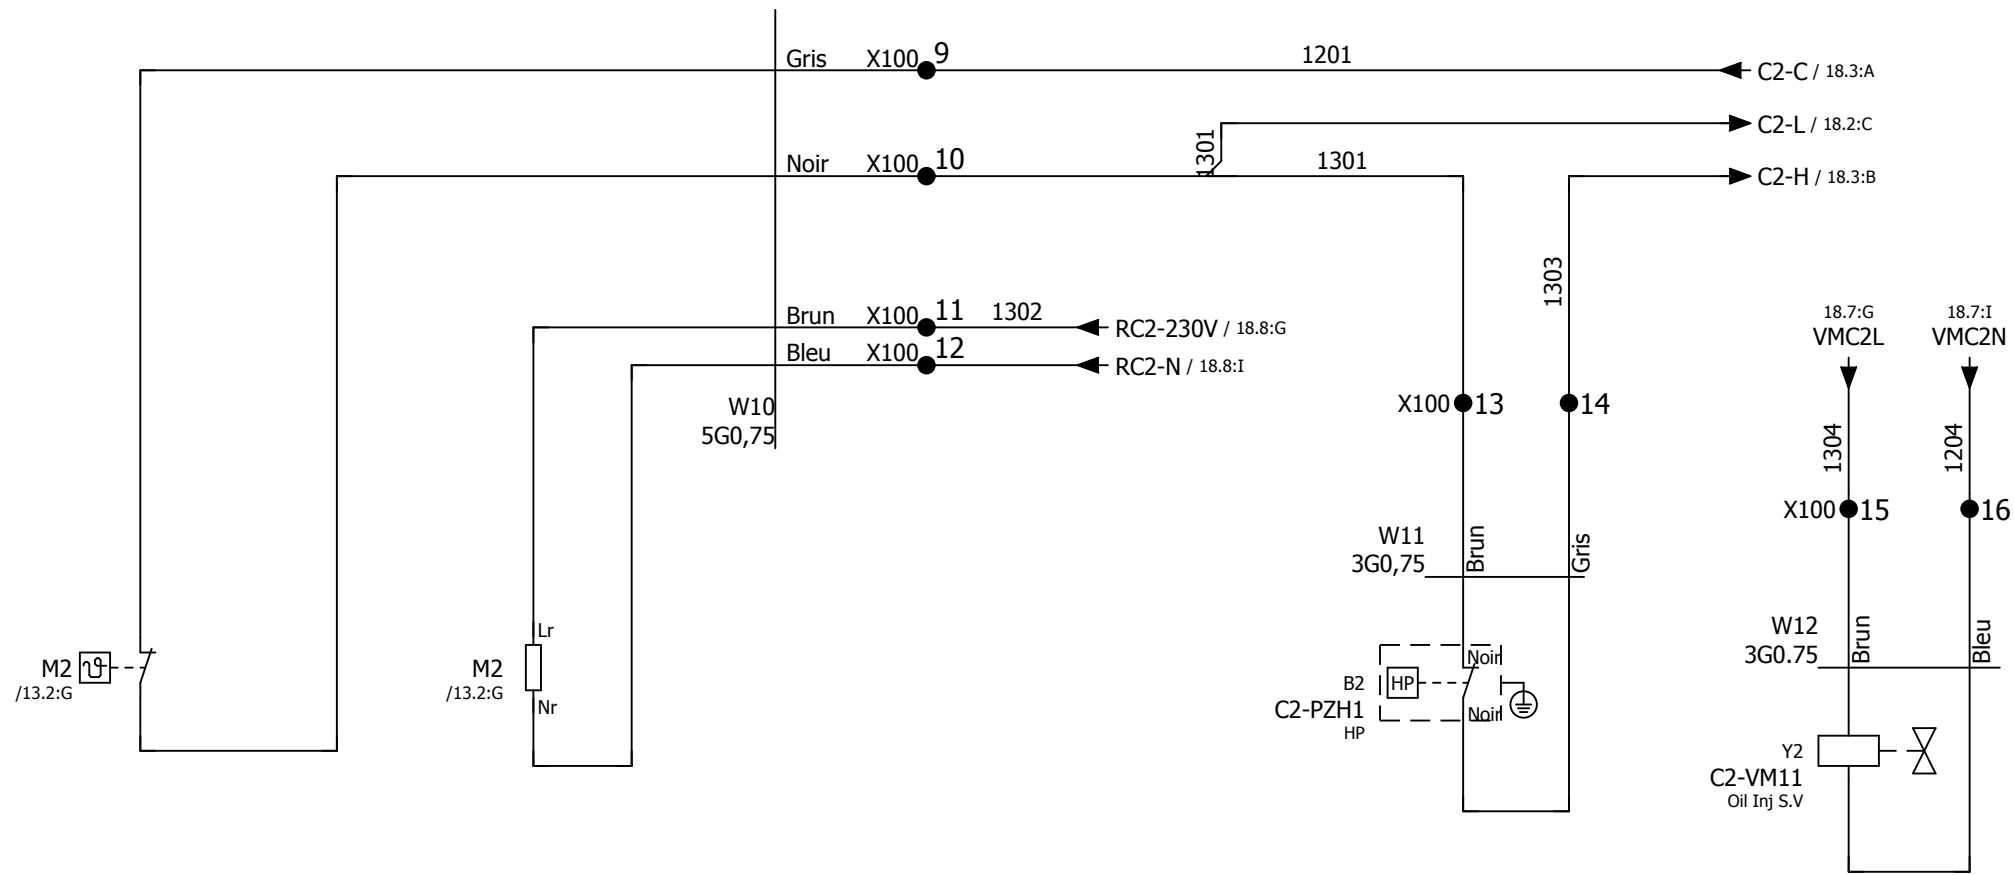 Gris X100 9 1201 C2-C / 18.3:A
1301 C2-L / 18.2:C
Noir X100 10 1301 C2-H / 18.3:B
1303
Brun X100 11 1302 RC2-230V / 18.8:G
Bleu X100 12 RC2-N / 18.8:I
W10
5G0,75
18.7:G
VMC2L
18.7:I
VMC2N
X100 13 14
1304
1204
X100 15 16
W11
3G0,75
Brun
Gris
W12
3G0.75
Brun
Bleu
M2
/13.2:G
ϑ
Lr
M2
/13.2:G
Nr
Noir
B2
HP
C2-PZH1
Noir
HP
Y2
C2-VM11
Oil Inj S.V